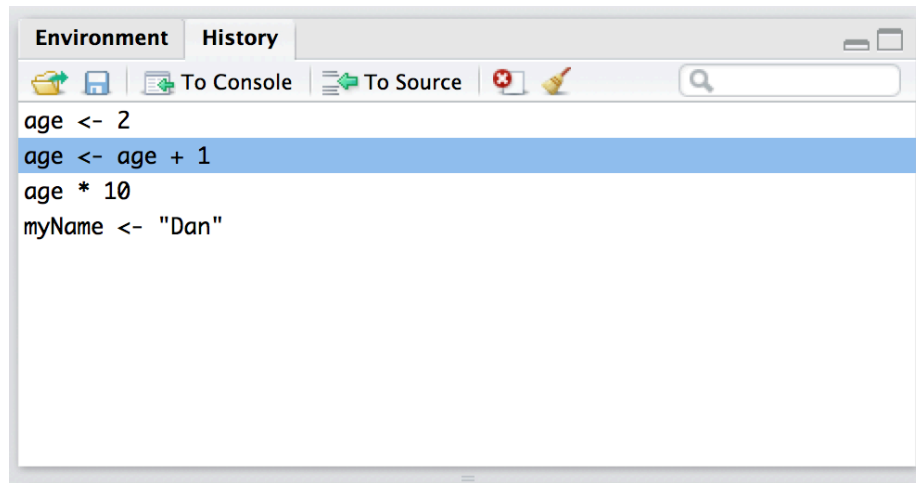 Environment History
To Console To Source
age <- 2
age <- age + 1
age * 10
myName <- "Dan"